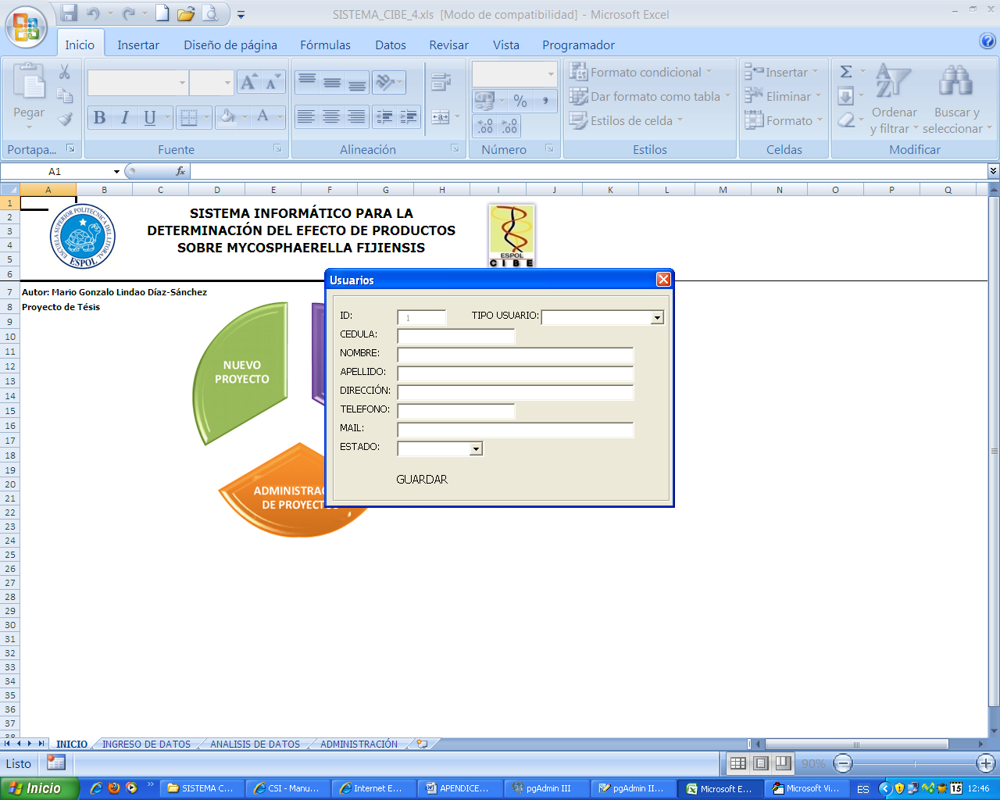 SISTEMA_CIBE_4.xls [Modo de compatibilidad] - Microsoft Excel
Inicio Insertar Diseño de página Fórmulas Datos Revisar Vista Programador
Pegar
Portapa...
N K S A A A
Fuente
Alineación
% ,
Número
Formato condicional
Dar formato como tabla
Estilos de celda
Estilos
Insertar
Eliminar
Formato
Celdas
Σ
Ordenar y filtrar
Buscar y seleccionar
Modificar
A1 fx
A B C D E F G H I J K L M N O P Q
1
2
3
4
5
6
7
8
9
10
11
12
13
14
15
16
17
18
19
20
21
22
23
24
25
26
27
28
29
30
31
32
33
34
35
36
37
38
ESCUELA SUPERIOR POLITECNICA DEL LITORAL
ESPOL
SISTEMA INFORMÁTICO PARA LA
DETERMINACIÓN DEL EFECTO DE PRODUCTOS
SOBRE MYCOSPHAERELLA FIJIENSIS
ESPOL
CIBE
Autor: Mario Gonzalo Lindao Díaz-Sánchez
Proyecto de Tésis
NUEVO
PROYECTO
ADMINISTRAC
DE PROYECTOS
Usuarios
ID: 1 TIPO USUARIO:
CEDULA:
NOMBRE:
APELLIDO:
DIRECCIÓN:
TELEFONO:
MAIL:
ESTADO:
GUARDAR
INICIO INGRESO DE DATOS ANALISIS DE DATOS ADMINISTRACIÓN
Listo 90%
Inicio » SISTEMA C... CSI - Manu... Internet E... APENDICE... pgAdmin III pgAdmin II... Microsoft E... Microsoft Vi... ES 15 12:46